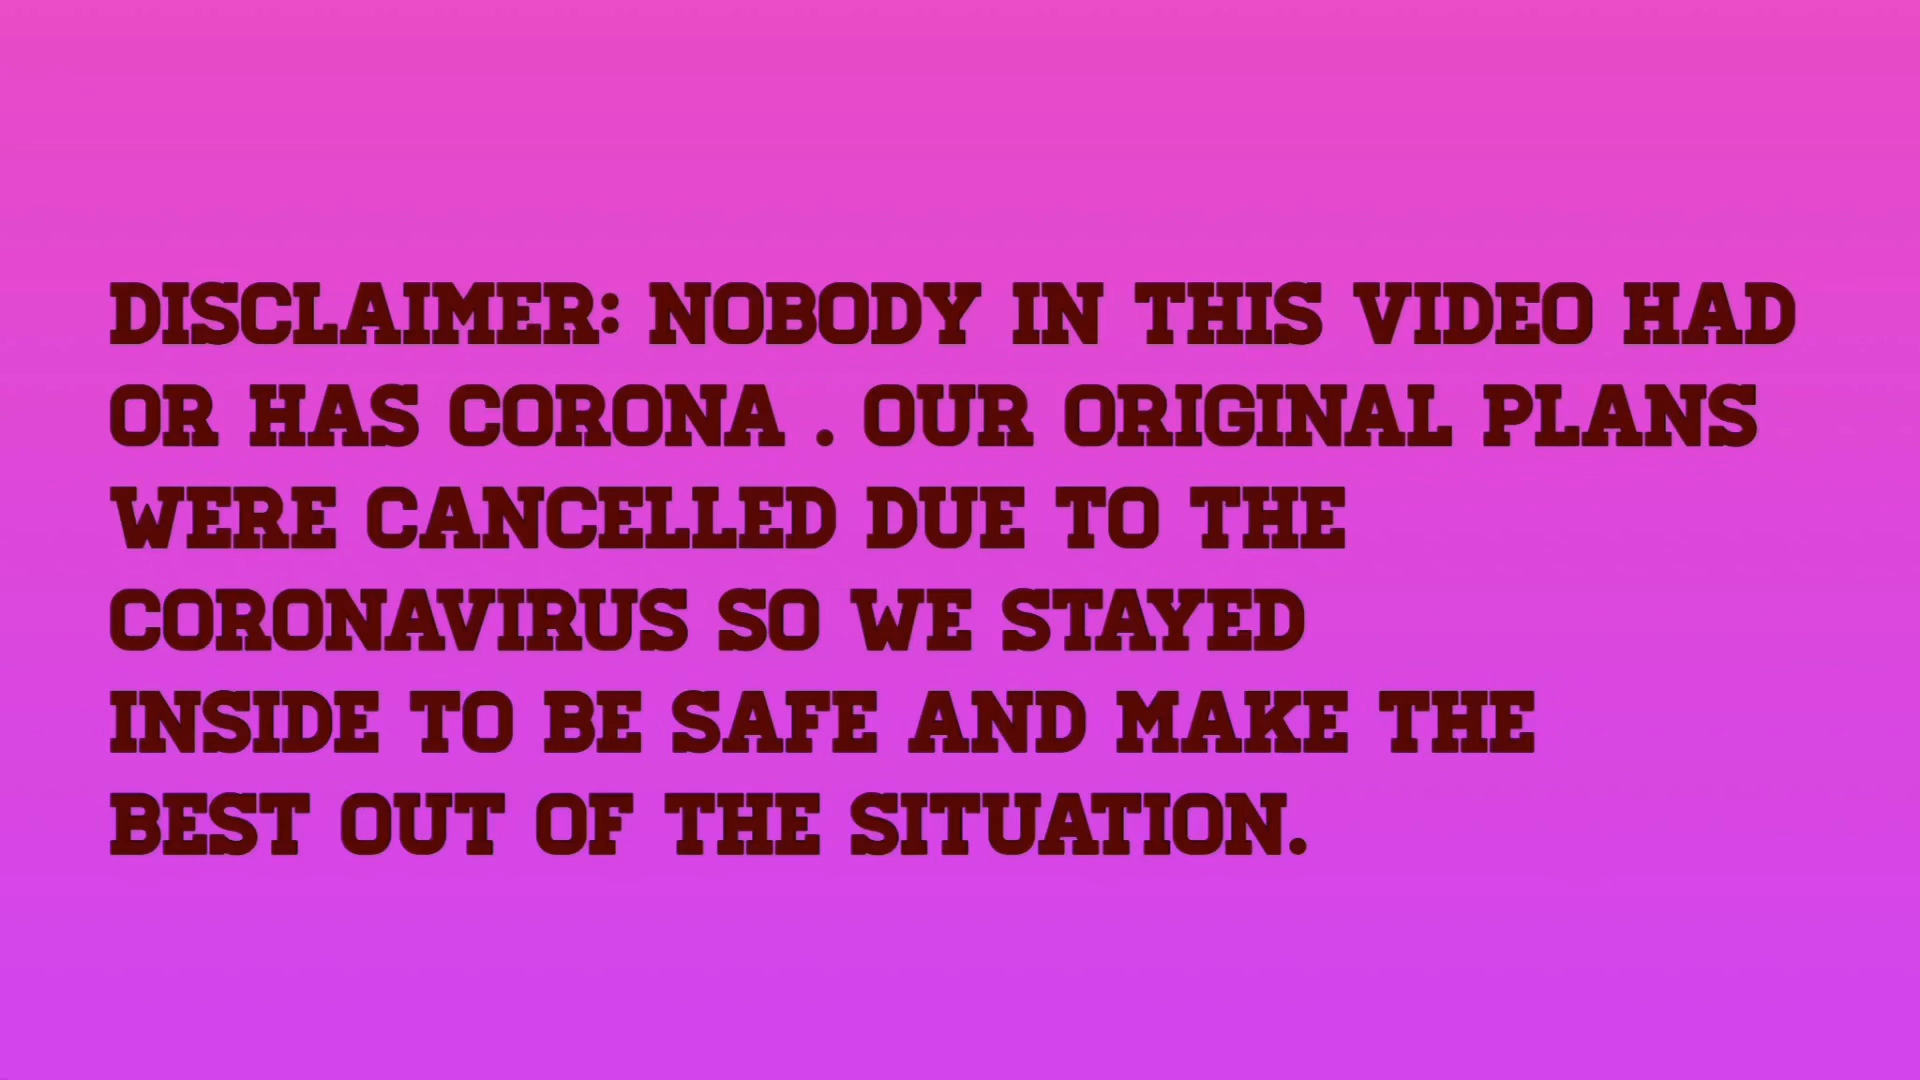 DISCLAIMER: NOBODY IN THIS VIDEO HAD
OR HAS CORONA . OUR ORIGINAL PLANS
WERE CANCELLED DUE TO THE
CORONAVIRUS SO WE STAYED
INSIDE TO BE SAFE AND MAKE THE
BEST OUT OF THE SITUATION.